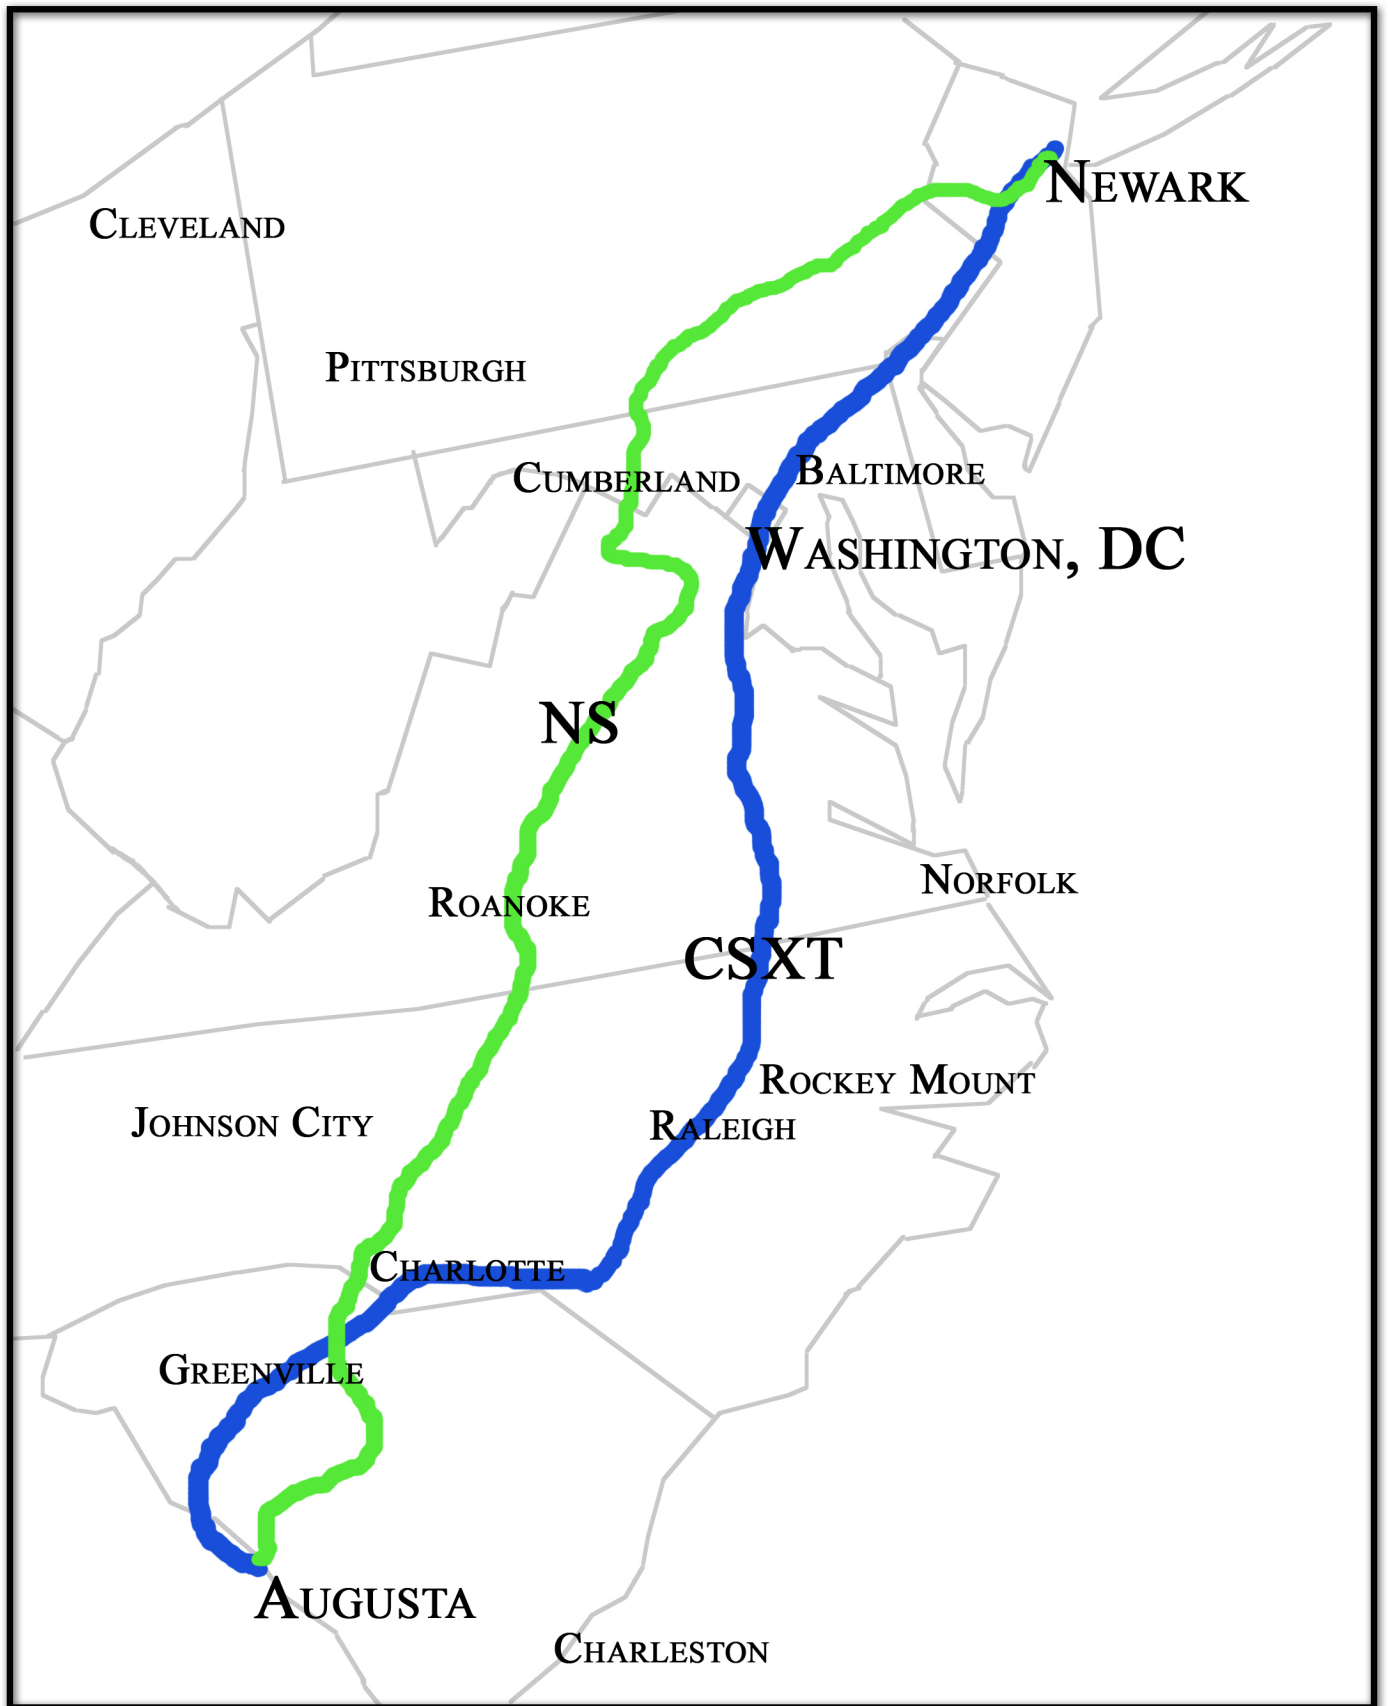 Newark
Cleveland
Pittsburgh
Cumberland
Baltimore
Washington, DC
NS
Roanoke
Norfolk
CSXT
Rockey Mount
Johnson City
Raleigh
Charlotte
Greenville
Augusta
Charleston